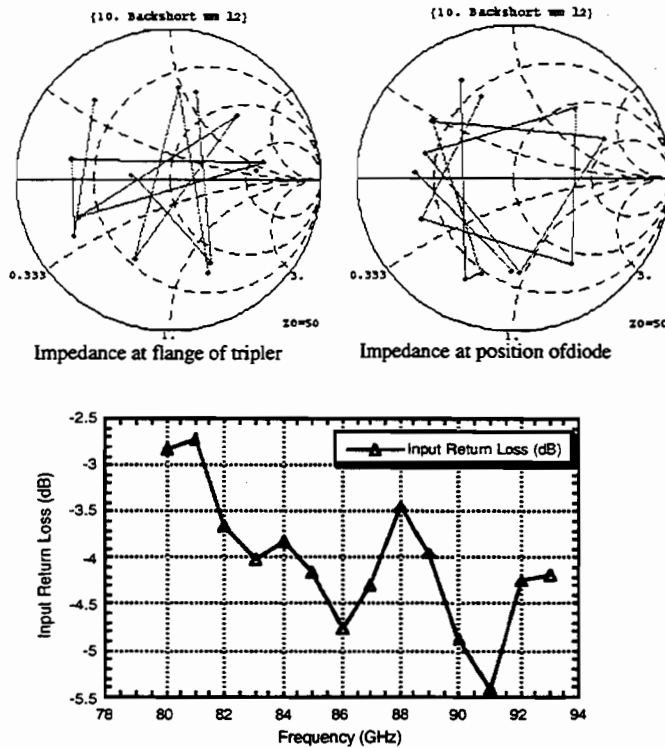 {10. Backshort mm l2}
{10. Backshort mm l2}
0.333
3.
1.
Z0=50
0.333
3.
1.
Z0=50
Impedance at flange of tripler
Impedance at position ofdiode
-2.5
-3
-3.5
-4
-4.5
-5
-5.5
Input Return Loss (dB)
Input Return Loss (dB)
78
80
82
84
86
88
90
92
94
Frequency (GHz)